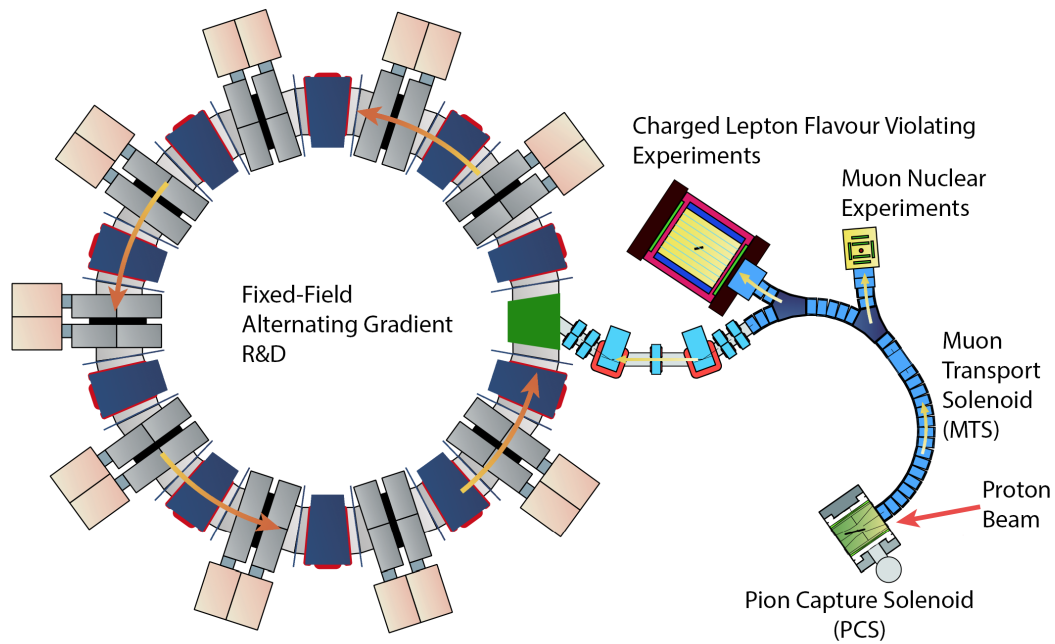 Charged Lepton Flavour Violating
Experiments
Muon Nuclear
Experiments
Fixed-Field
Alternating Gradient
R&D
Muon
Transport
Solenoid
(MTS)
Proton
Beam
Pion Capture Solenoid
(PCS)